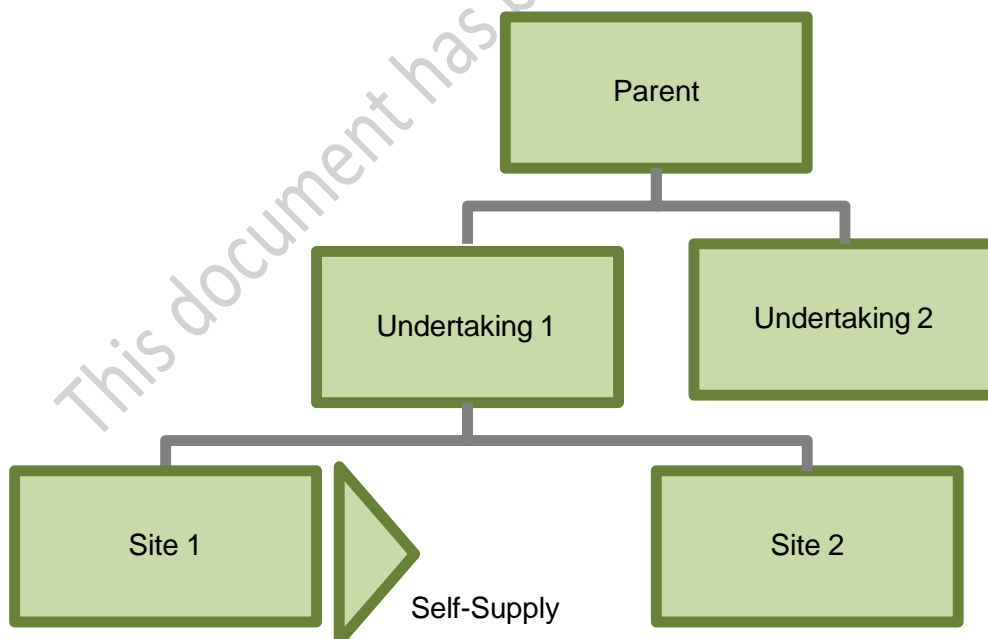 This document has b
Parent
Undertaking 1
Undertaking 2
Site 1
Site 2
Self-Supply